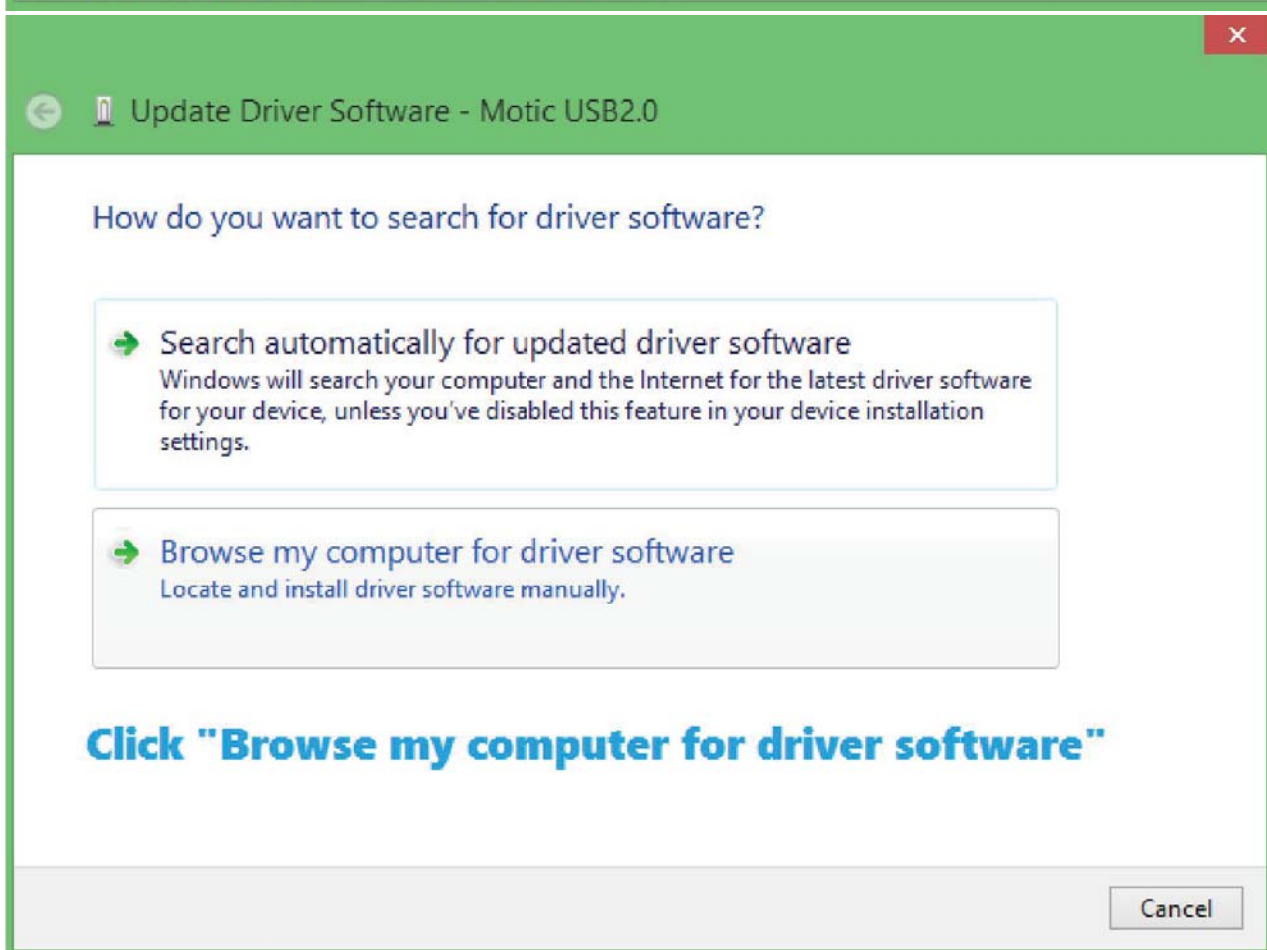 Update Driver Software - Motic USB2.0
How do you want to search for driver software?
Search automatically for updated driver software
Windows will search your computer and the Internet for the latest driver software
for your device, unless you've disabled this feature in your device installation
settings.
Browse my computer for driver software
Locate and install driver software manually.
Click "Browse my computer for driver software"
Cancel